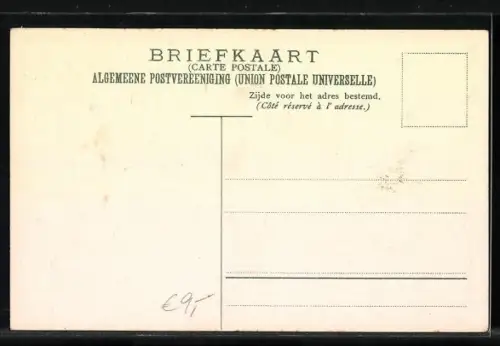 BRIEFKAART
(CARTE POSTALE)
ALGEMEENE POSTVEREENIGING (UNION POSTALE UNIVERSELLE)
Zijde voor het adres bestemd.
(Côté réservé à l'adresse.)
€9,-